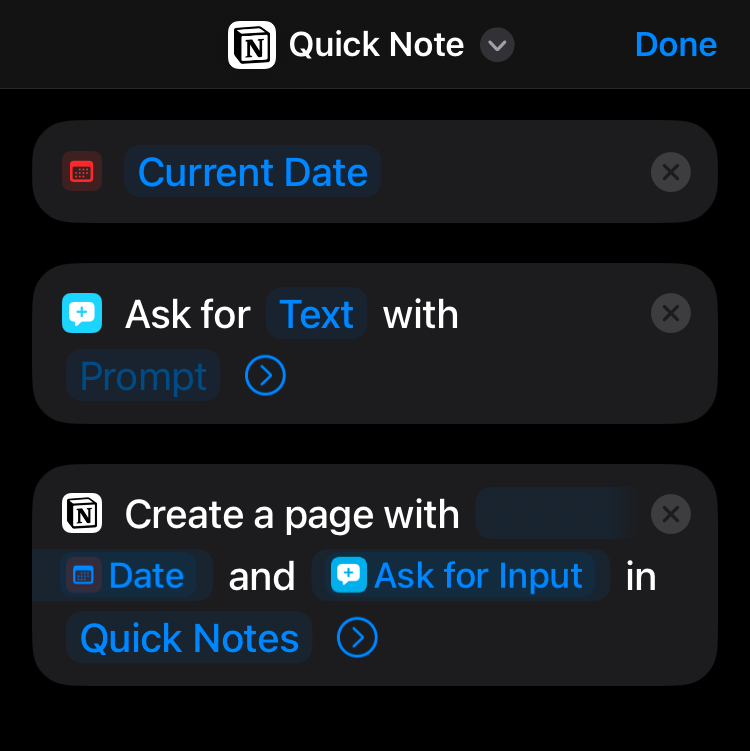 Quick Note
Done
Current Date
Ask for Text with
Prompt
Create a page with
Date and Ask for Input in
Quick Notes